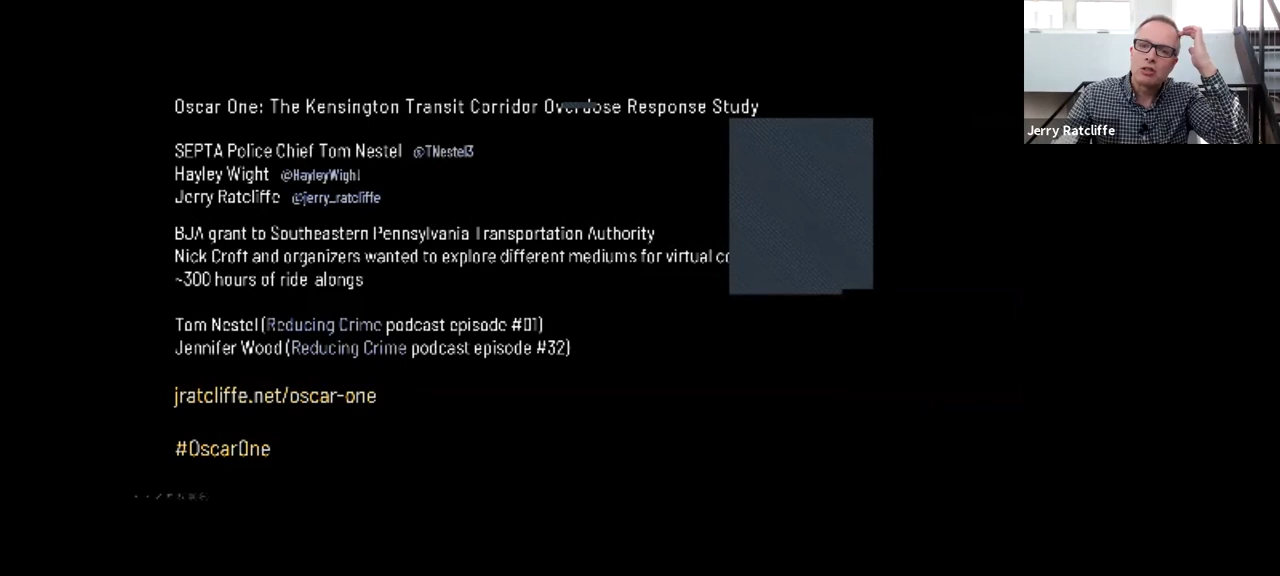 Oscar One: The Kensington Transit Corridor Overdose Response Study
SEPTA Police Chief Tom Nestel @TNestel3
Hayley Wight @HayleyWight
Jerry Ratcliffe @jerry_ratcliffe
BJA grant to Southeastern Pennsylvania Transportation Authority
Nick Croft and organizers wanted to explore different mediums for virtual
~300 hours of ride alongs
Tom Nestel (Reducing Crime podcast episode #01)
Jennifer Wood (Reducing Crime podcast episode #32)
jratcliffe.net/oscar-one
#OscarOne
Jerry Ratcliffe